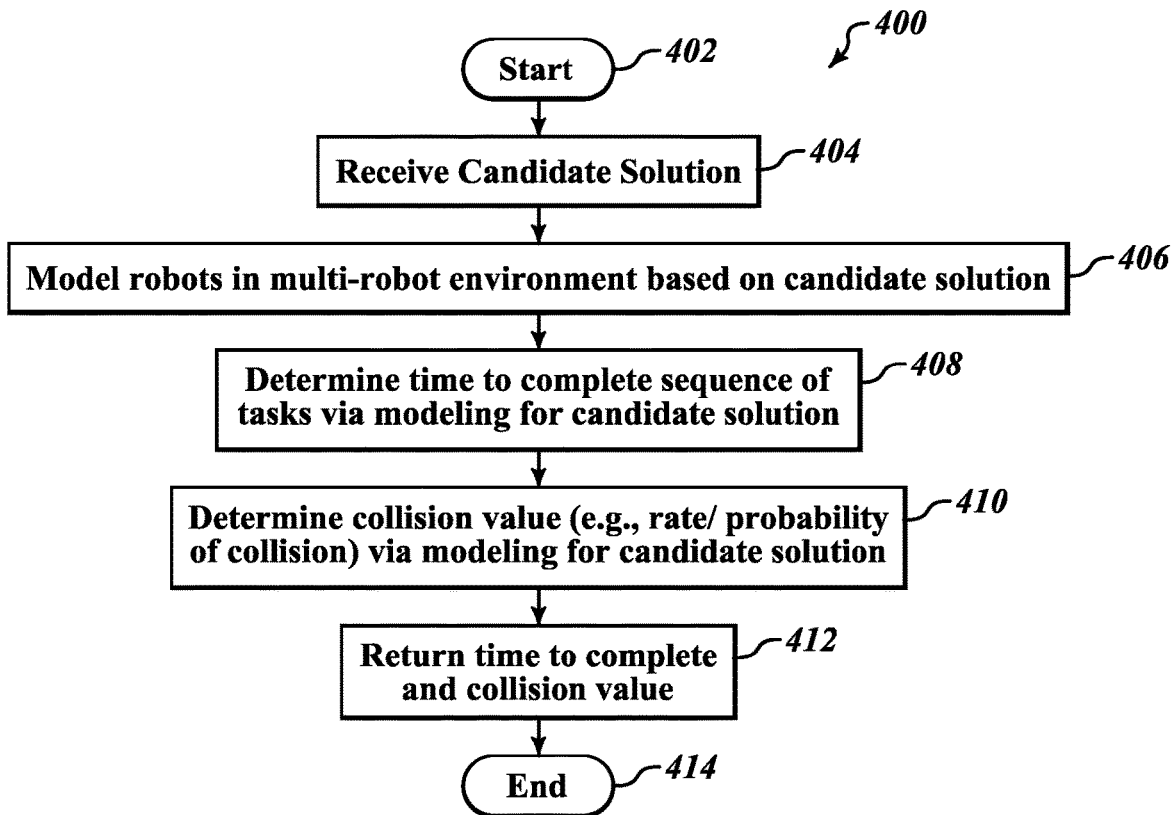 400
Start
402
Receive Candidate Solution
404
Model robots in multi-robot environment based on candidate solution
406
Determine time to complete sequence of
tasks via modeling for candidate solution
408
Determine collision value (e.g., rate/ probability
of collision) via modeling for candidate solution
410
Return time to complete
and collision value
412
End
414